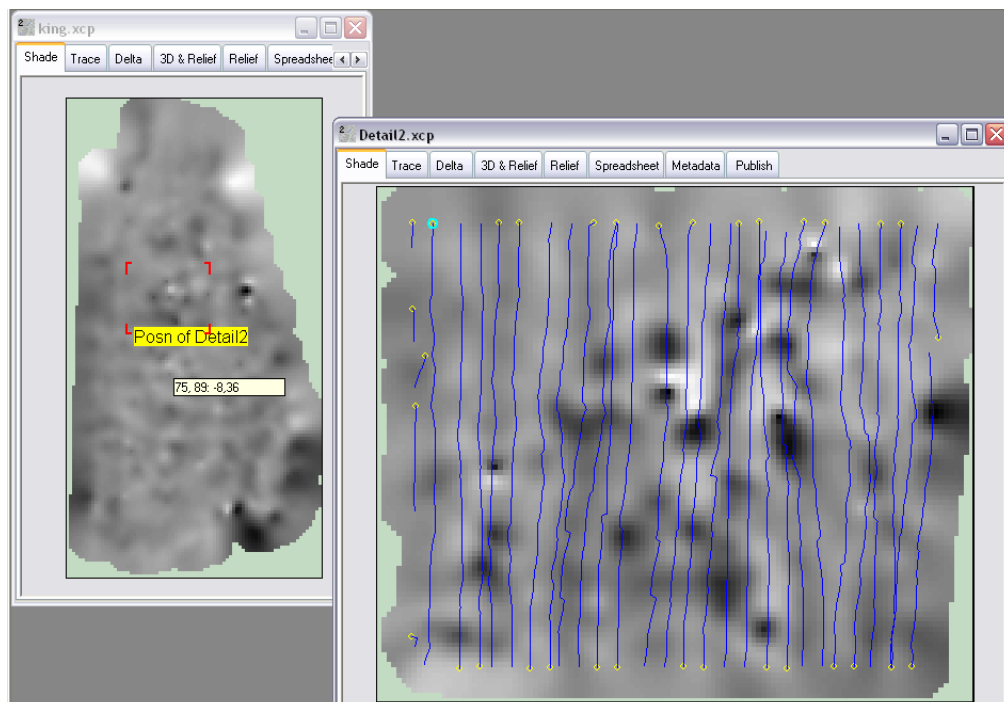 king.xcp
Shade Trace Delta 3D & Relief Relief Spreadshee
Posn of Detail2
75, 89: -8,36
Detail2.xcp
Shade Trace Delta 3D & Relief Relief Spreadsheet Metadata Publish